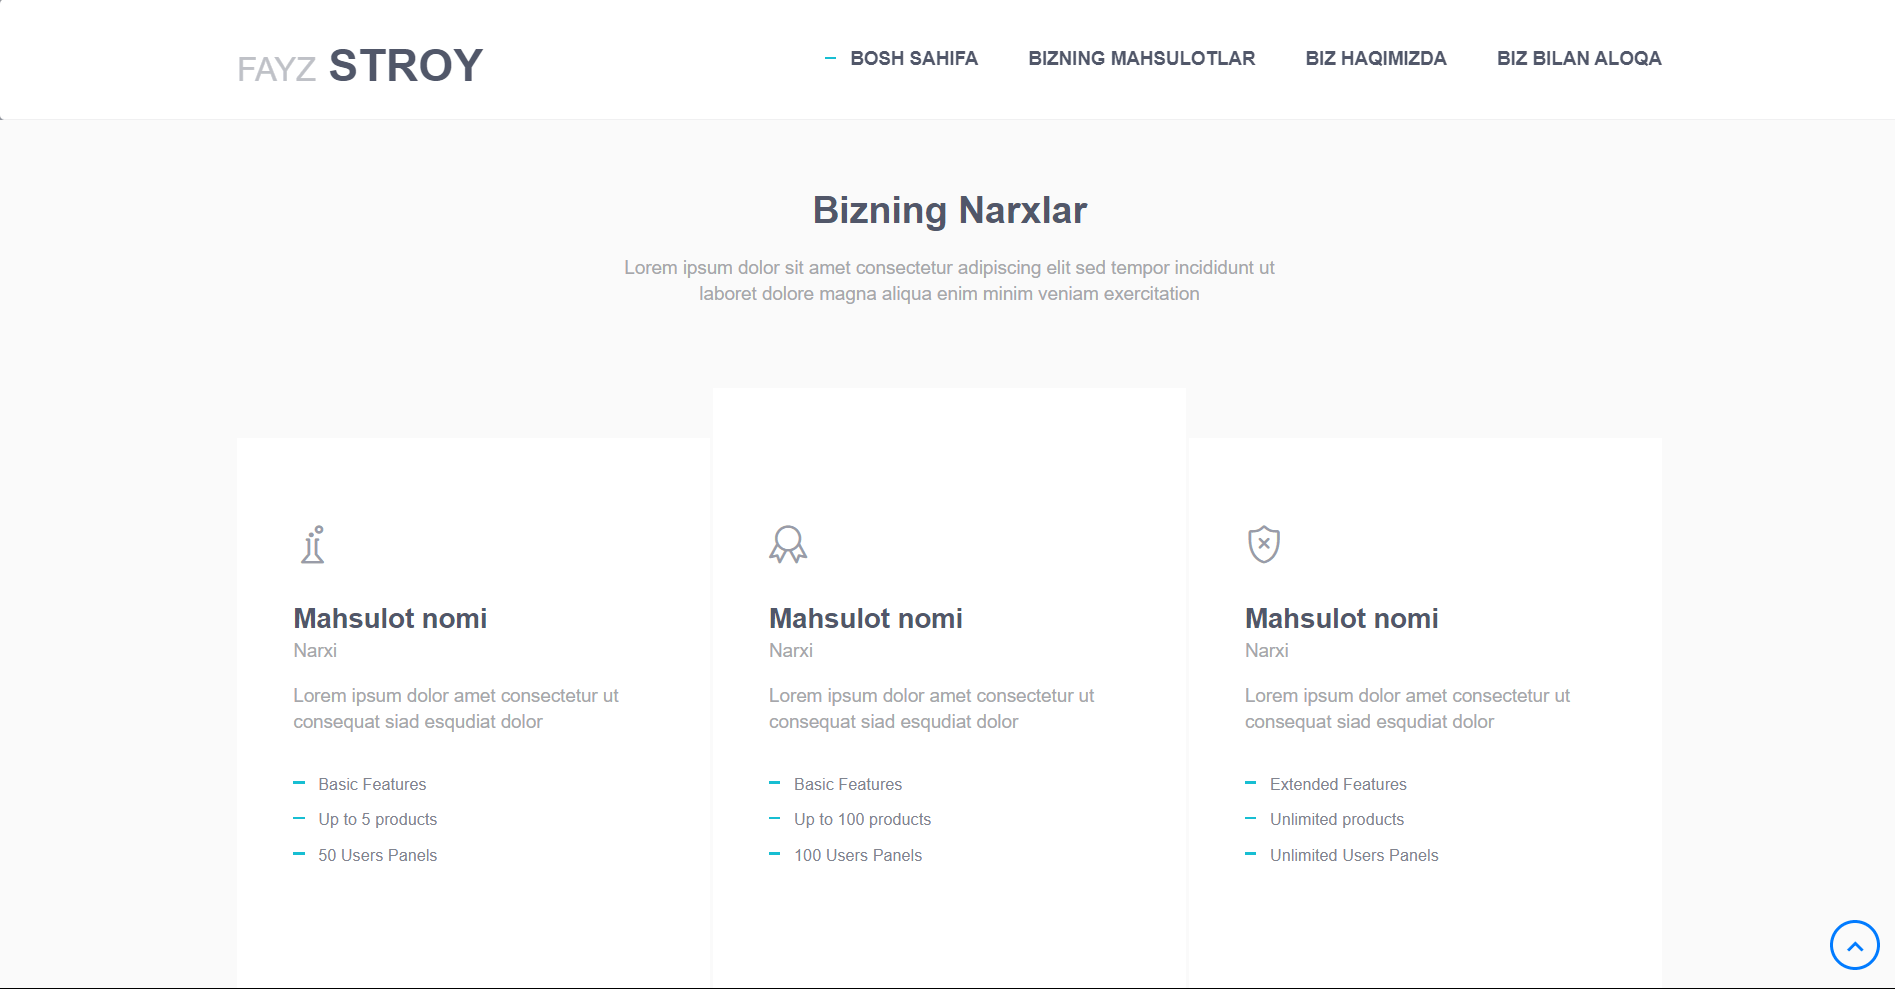 FAYZ STROY
BOSH SAHIFA BIZNING MAHSULOTLAR BIZ HAQIMIZDA BIZ BILAN ALOQA
Bizning Narxlar
Lorem ipsum dolor sit amet consectetur adipiscing elit sed tempor incididunt ut
laboret dolore magna aliqua enim minim veniam exercitation
Mahsulot nomi
Narxi
Lorem ipsum dolor amet consectetur ut
consequat siad esqudiat dolor
Basic Features
Up to 5 products
50 Users Panels
Mahsulot nomi
Narxi
Lorem ipsum dolor amet consectetur ut
consequat siad esqudiat dolor
Basic Features
Up to 100 products
100 Users Panels
Mahsulot nomi
Narxi
Lorem ipsum dolor amet consectetur ut
consequat siad esqudiat dolor
Extended Features
Unlimited products
Unlimited Users Panels